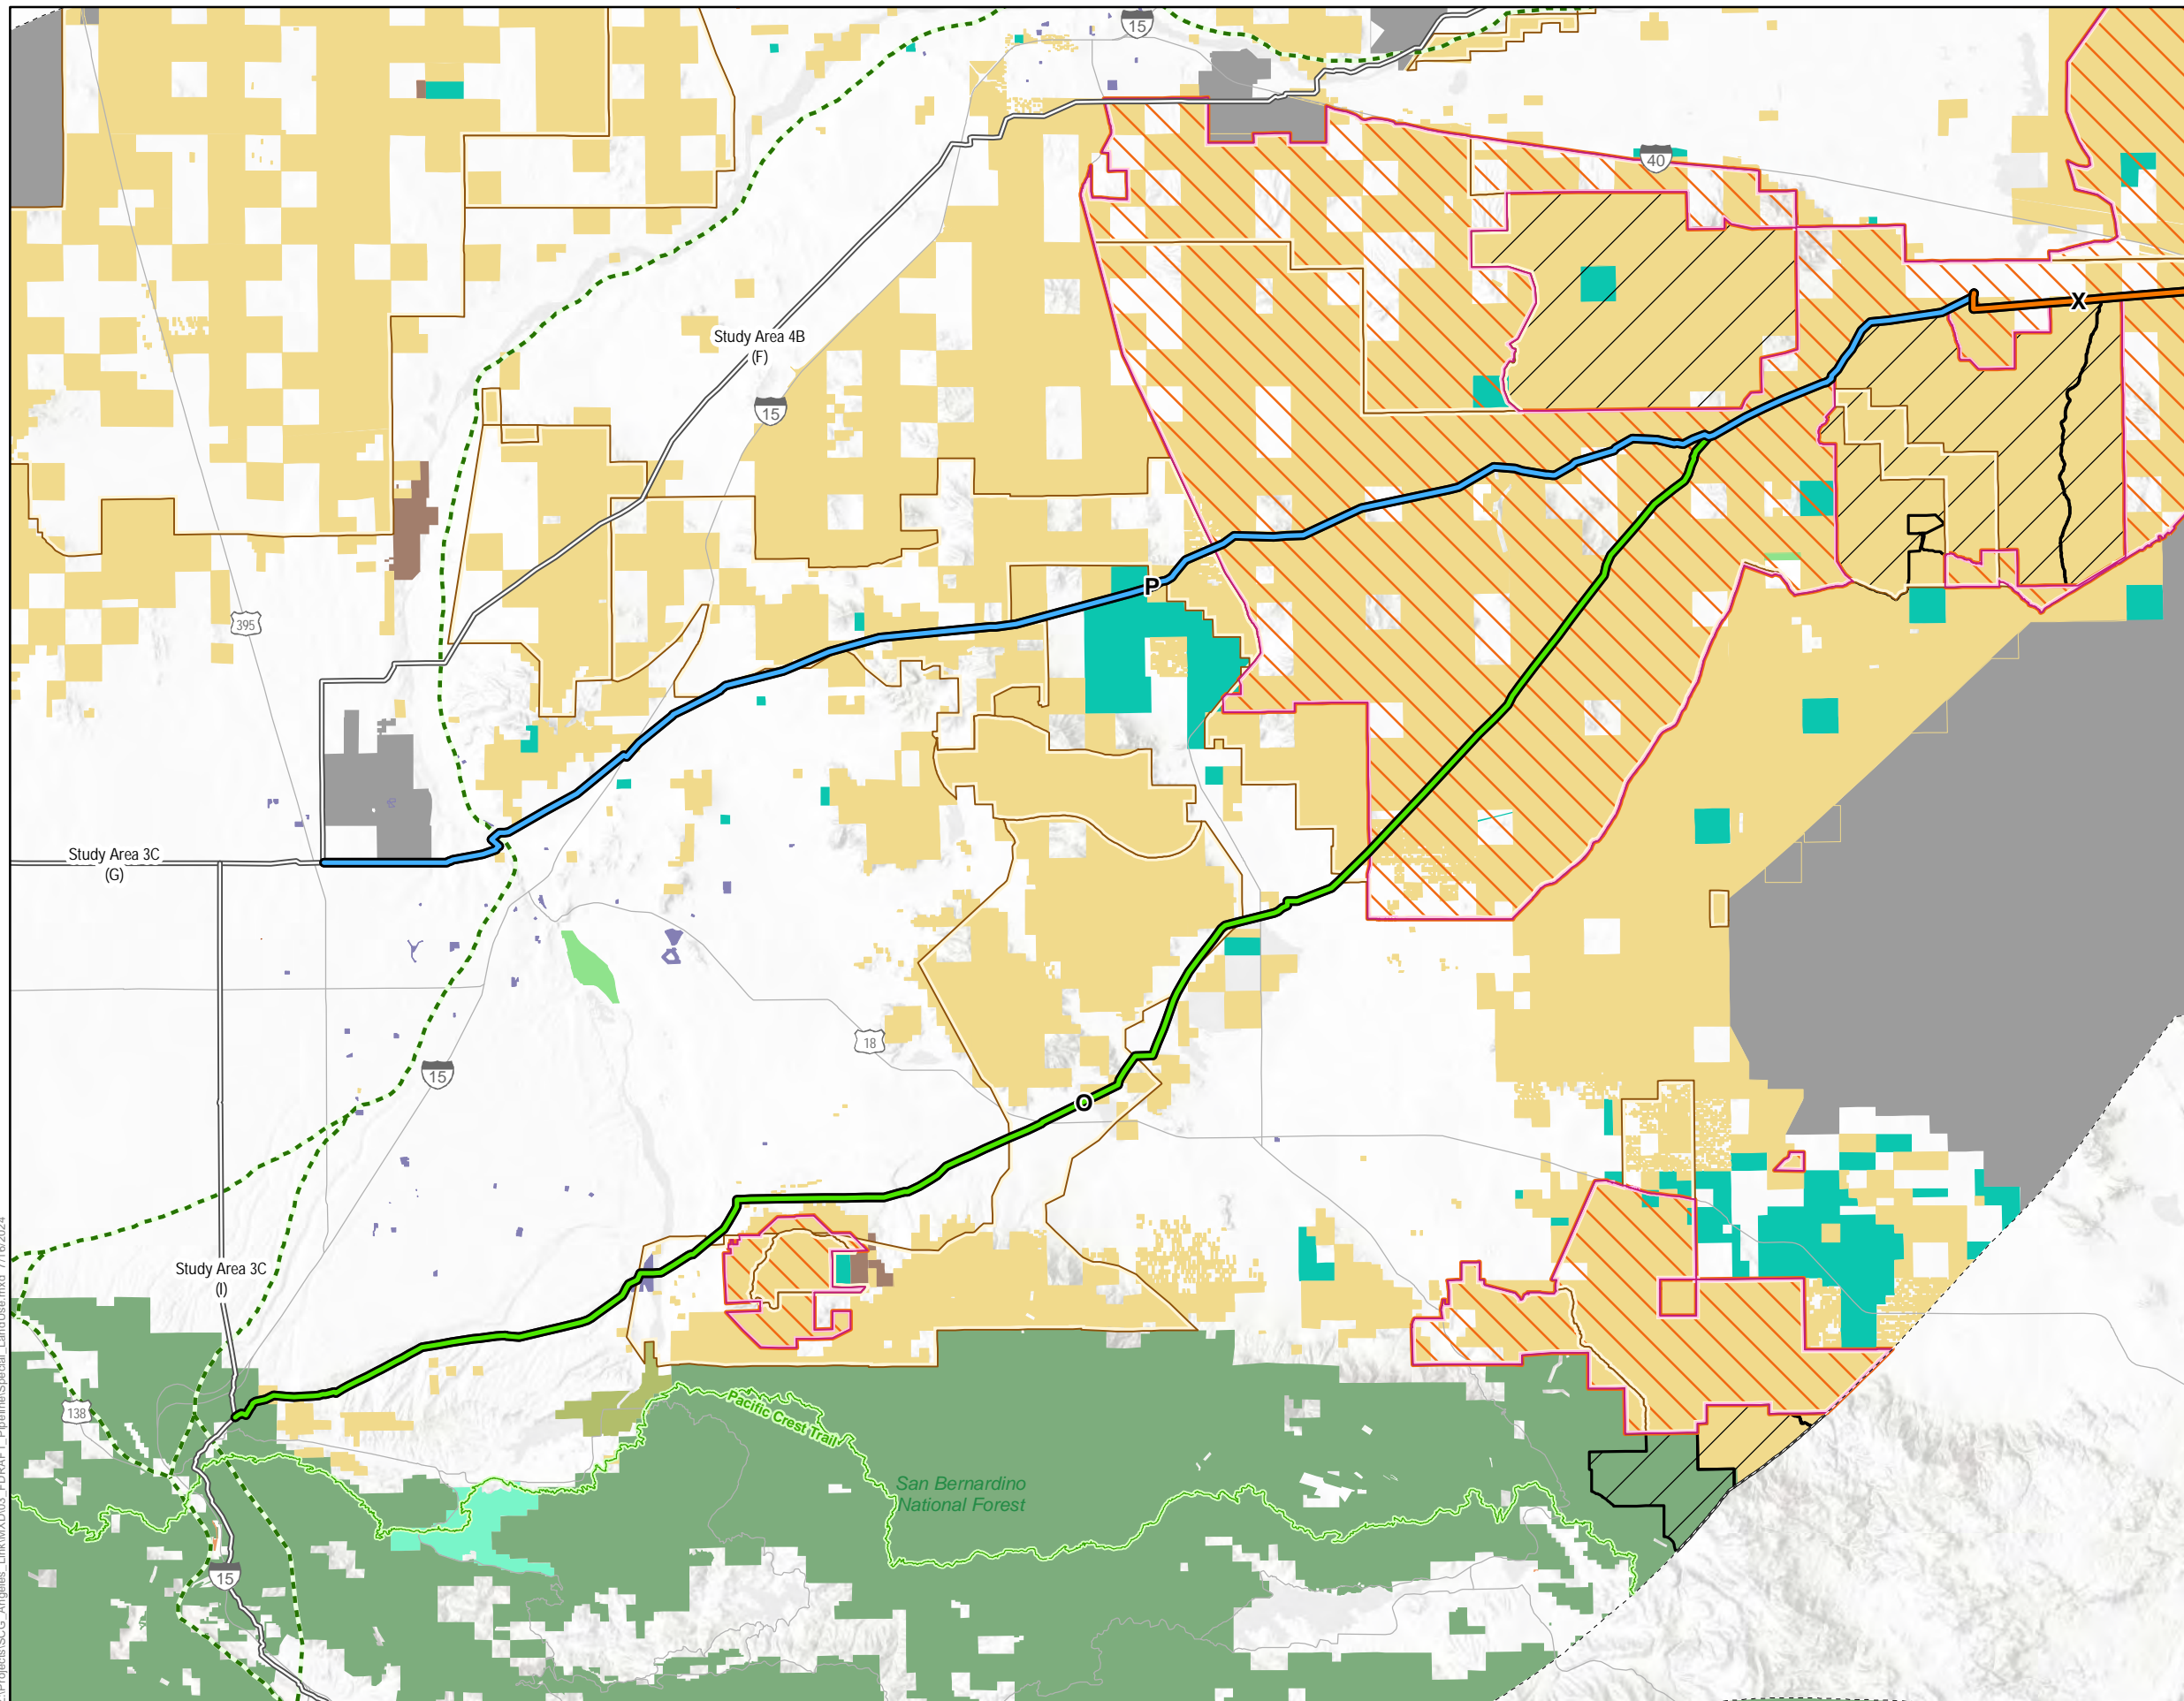 15
40
X
Study Area 4B
(F)
15
P
395
Study Area 3C
(G)
18
15
O
Study Area 3C
(I)
138
Pacific Crest Trail
San Bernardino
National Forest
15